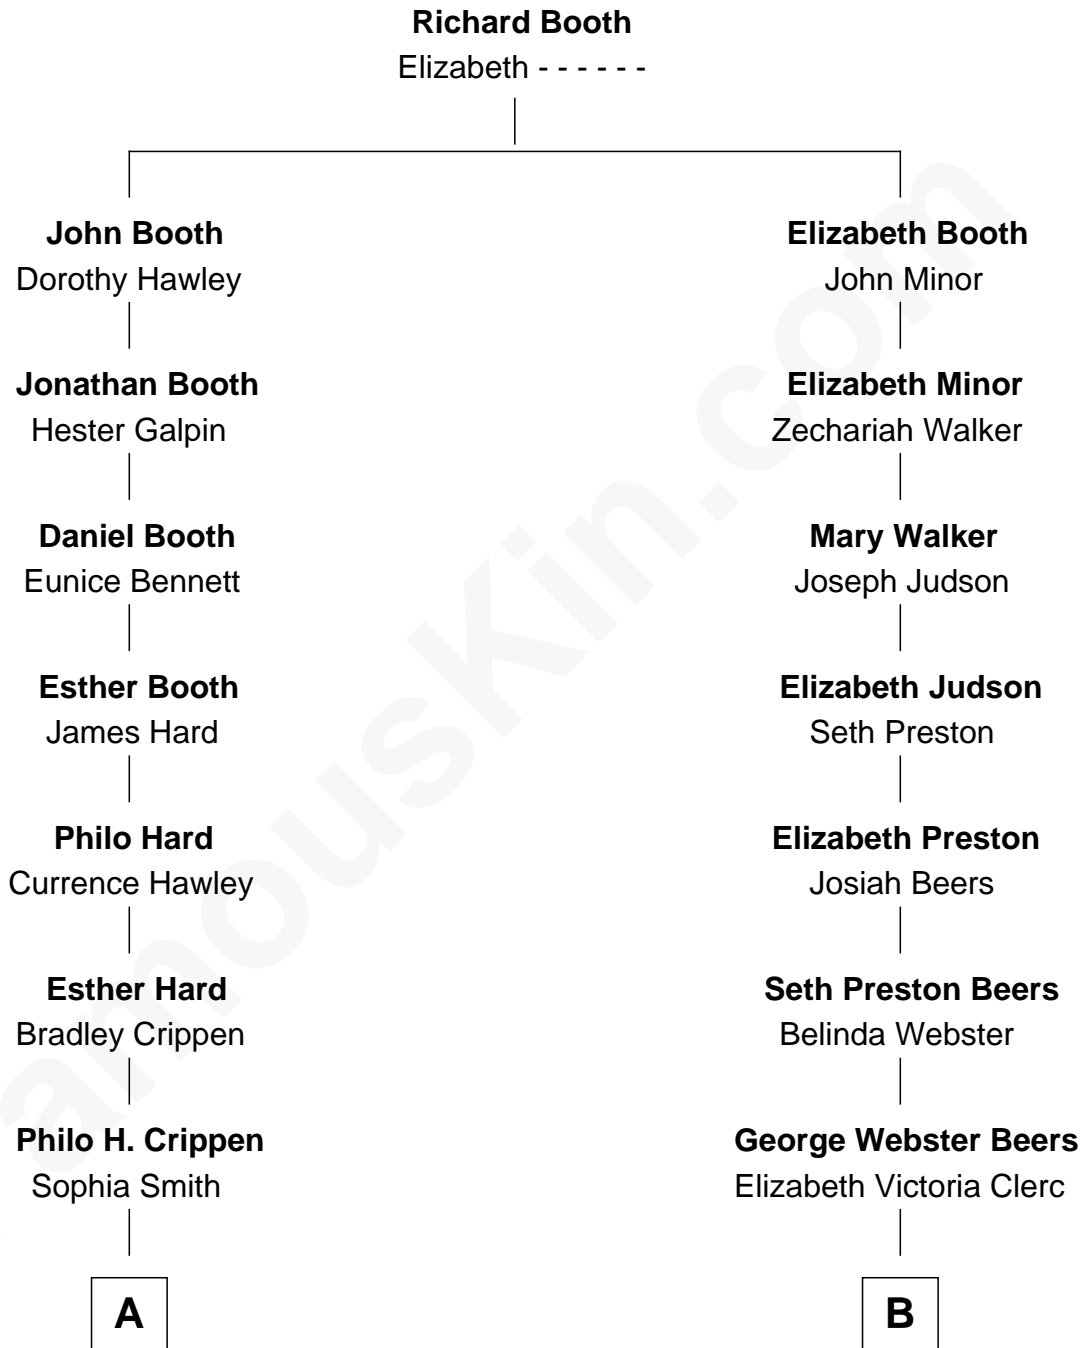 Richard Booth
Elizabeth - - - - - -
John Booth
Dorothy Hawley
Elizabeth Booth
John Minor
Jonathan Booth
Hester Galpin
Elizabeth Minor
Zechariah Walker
Daniel Booth
Eunice Bennett
Mary Walker
Joseph Judson
Esther Booth
James Hard
Elizabeth Judson
Seth Preston
Philo Hard
Currence Hawley
Elizabeth Preston
Josiah Beers
Esther Hard
Bradley Crippen
Seth Preston Beers
Belinda Webster
Philo H. Crippen
Sophia Smith
George Webster Beers
Elizabeth Victoria Clerc
A
B
amousKin.com